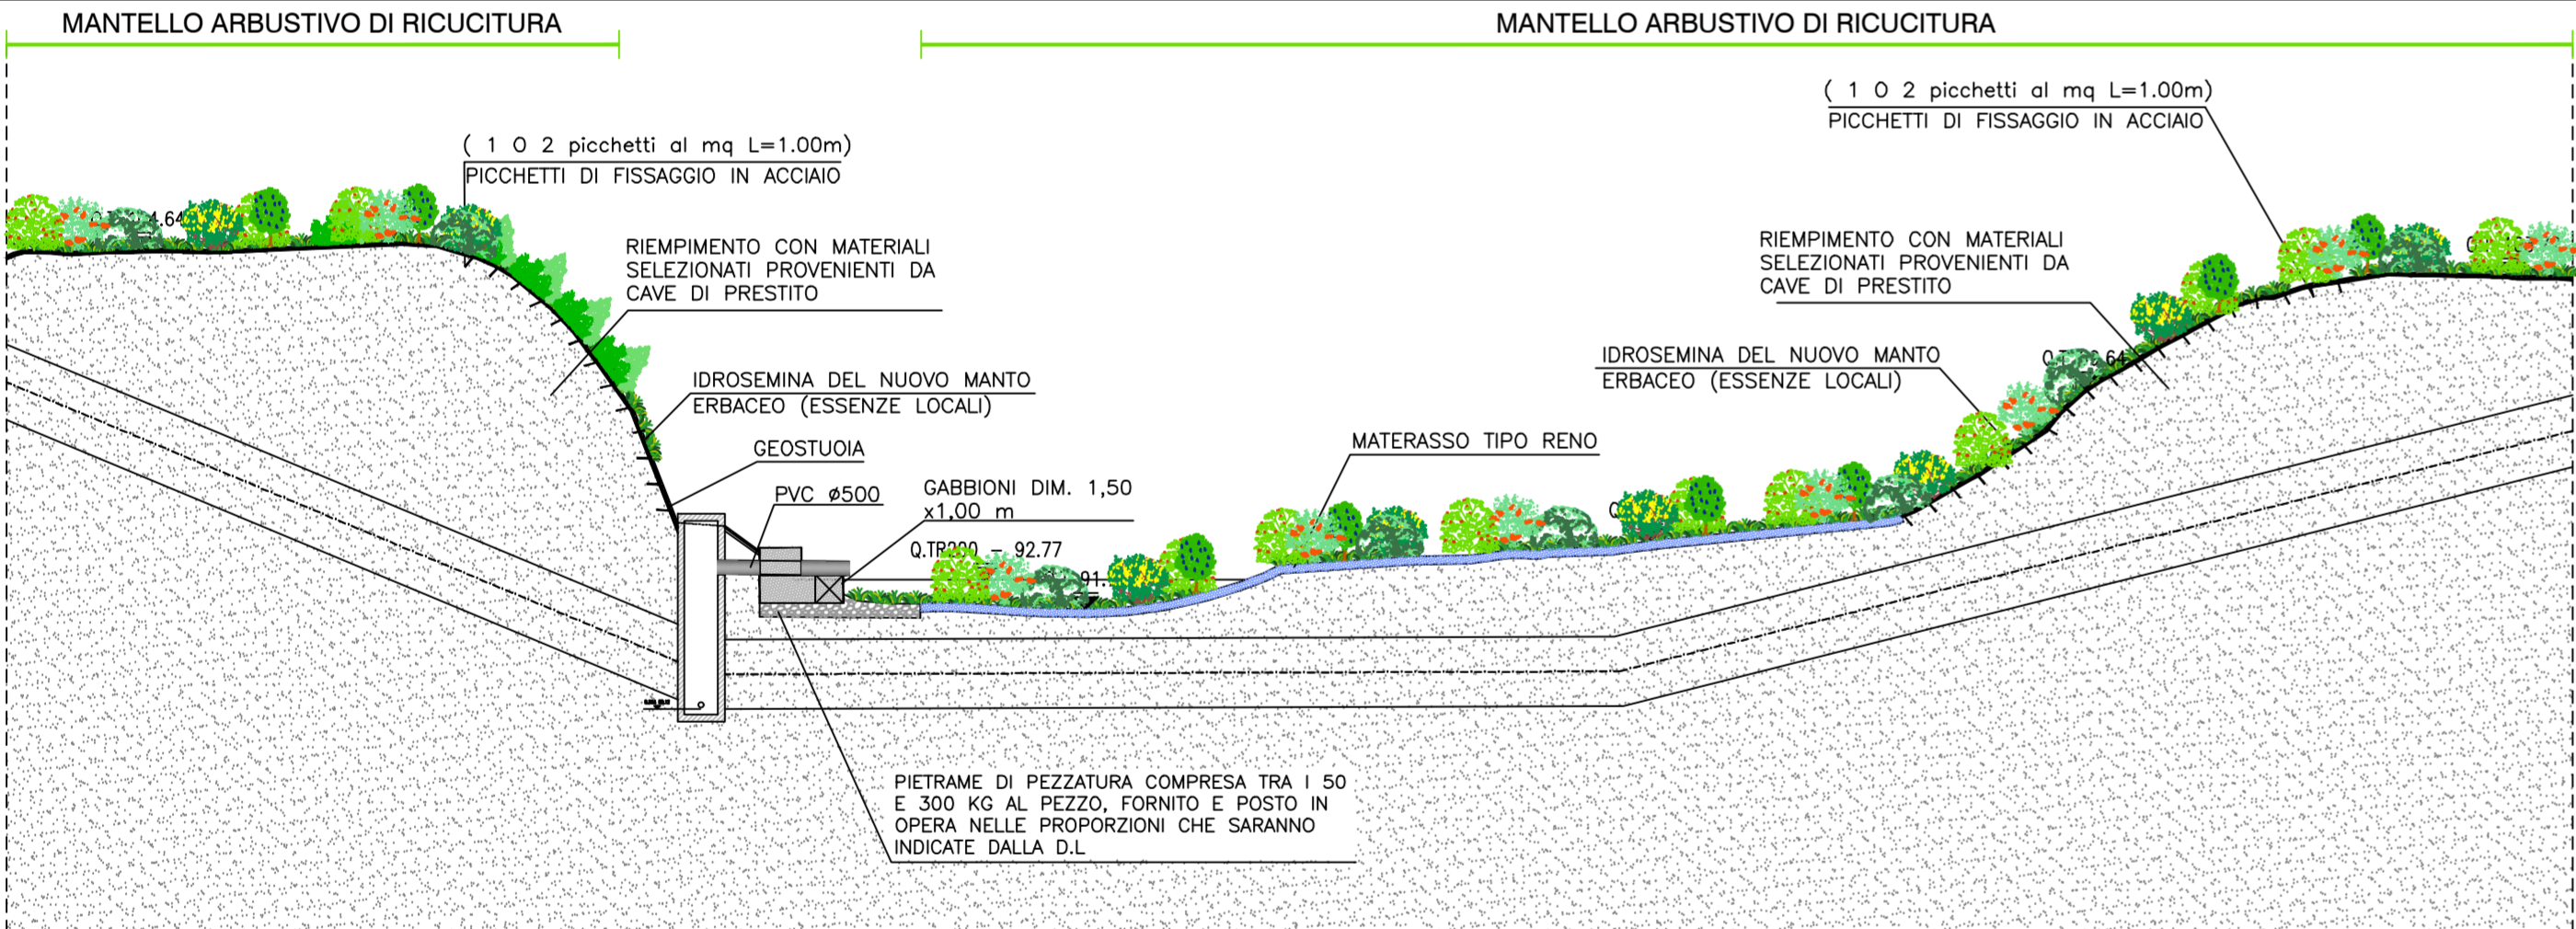 MANTELLO ARBUSTIVO DI RICUCITURA
MANTELLO ARBUSTIVO DI RICUCITURA
( 1 O 2 picchetti al mq L=1.00m)
PICCHETTI DI FISSAGGIO IN ACCIAIO
( 1 O 2 picchetti al mq L=1.00m)
PICCHETTI DI FISSAGGIO IN ACCIAIO
RIEMPIMENTO CON MATERIALI
SELEZIONATI PROVENIENTI DA
CAVE DI PRESTITO
RIEMPIMENTO CON MATERIALI
SELEZIONATI PROVENIENTI DA
CAVE DI PRESTITO
IDROSEMINA DEL NUOVO MANTO
ERBACEO (ESSENZE LOCALI)
IDROSEMINA DEL NUOVO MANTO
ERBACEO (ESSENZE LOCALI)
GEOSTUOIA
MATERASSO TIPO RENO
PVC ø500
GABBIONI DIM. 1,50
x1,00 m
92.77
PIETRAME DI PEZZATURA COMPRESA TRA I 50
E 300 KG AL PEZZO, FORNITO E POSTO IN
OPERA NELLE PROPORZIONI CHE SARANNO
INDICATE DALLA D.L